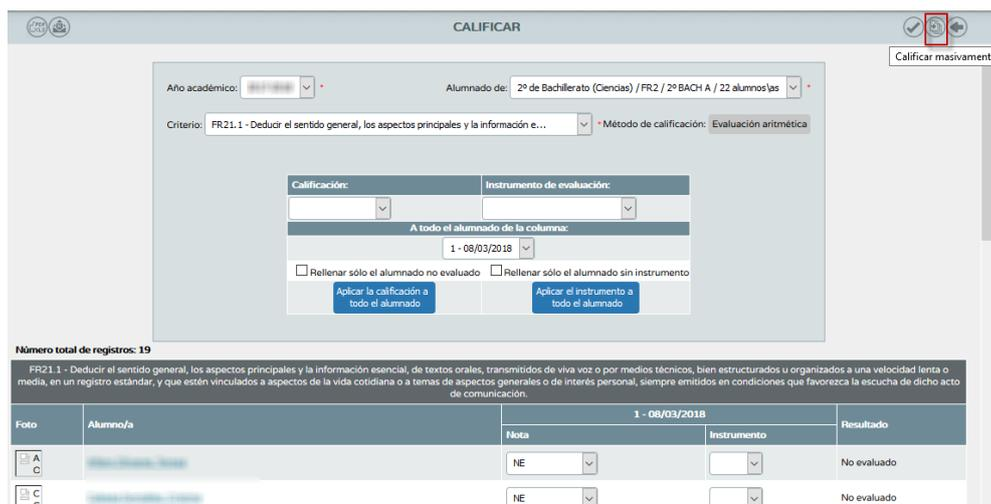 CALIFICAR
Calificar masivament
Año académico: * Alumnado de: 2º de Bachillerato (Ciencias) / FR2 / 2º BACH A / 22 alumnos\as *
Criterio: FR21.1 - Deducir el sentido general, los aspectos principales y la información e... * Método de calificación: Evaluación aritmética
Calificación: Instrumento de evaluación:
A todo el alumnado de la columna:
1 - 08/03/2018
Rellenar sólo el alumnado no evaluado Rellenar sólo el alumnado sin instrumento
Aplicar la calificación a Aplicar el instrumento a
todo el alumnado todo el alumnado
Número total de registros: 19
FR21.1 - Deducir el sentido general, los aspectos principales y la información esencial, de textos orales, transmitidos de viva voz o por medios técnicos, bien estructurados u organizados a una velocidad lenta o
media, en un registro estándar, y que estén vinculados a aspectos de la vida cotidiana o a temas de aspectos generales o de interés personal, siempre emitidos en condiciones que favorezca la escucha de dicho acto
de comunicación.
Foto Alumno/a 1 - 08/03/2018 Resultado
Nota Instrumento
A
C
NE No evaluado
C
NE No evaluado